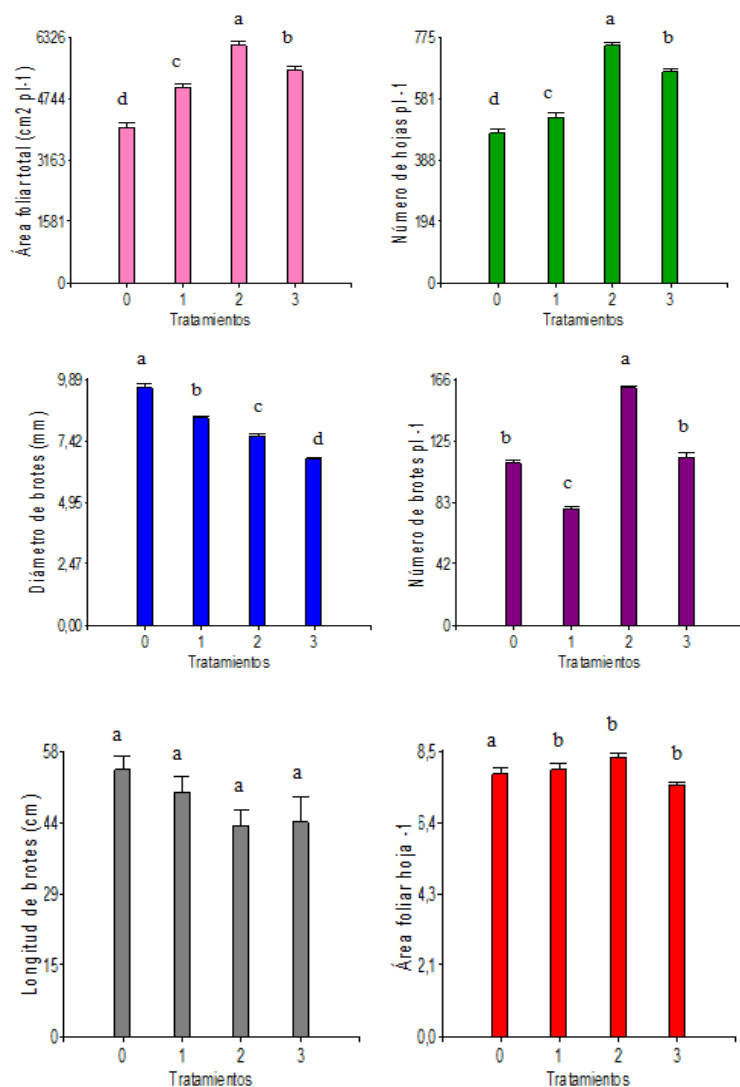 Área foliar total (cm2 pl-1)
6326
4744
3163
1581
0
d
c
a
b
0 1 2 3
Tratamientos
Número de hojas pl -1
775
581
388
194
0
d
c
a
b
0 1 2 3
Tratamientos
Diámetro de brotes (mm)
9,89
7,42
4,95
2,47
0,00
a
b
c
d
0 1 2 3
Tratamientos
Número de brotes pl -1
166
125
83
42
0
b
c
a
b
0 1 2 3
Tratamientos
Longitud de brotes (cm)
58
44
29
15
0
a
a
a
a
0 1 2 3
Tratamientos
Área foliar hoja -1
8,5
6,4
4,3
2,1
0,0
a
b
b
b
0 1 2 3
Tratamientos